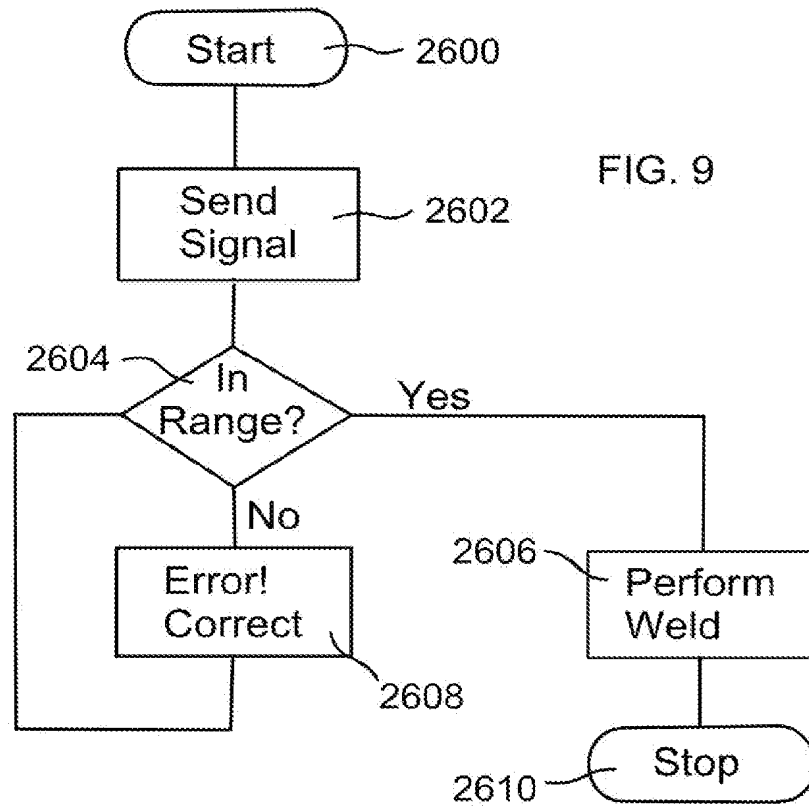 Start
2600
FIG. 9
Send
Signal
2602
2604
In
Range?
Yes
No
Error!
Correct
2608
2606
Perform
Weld
Stop
2610